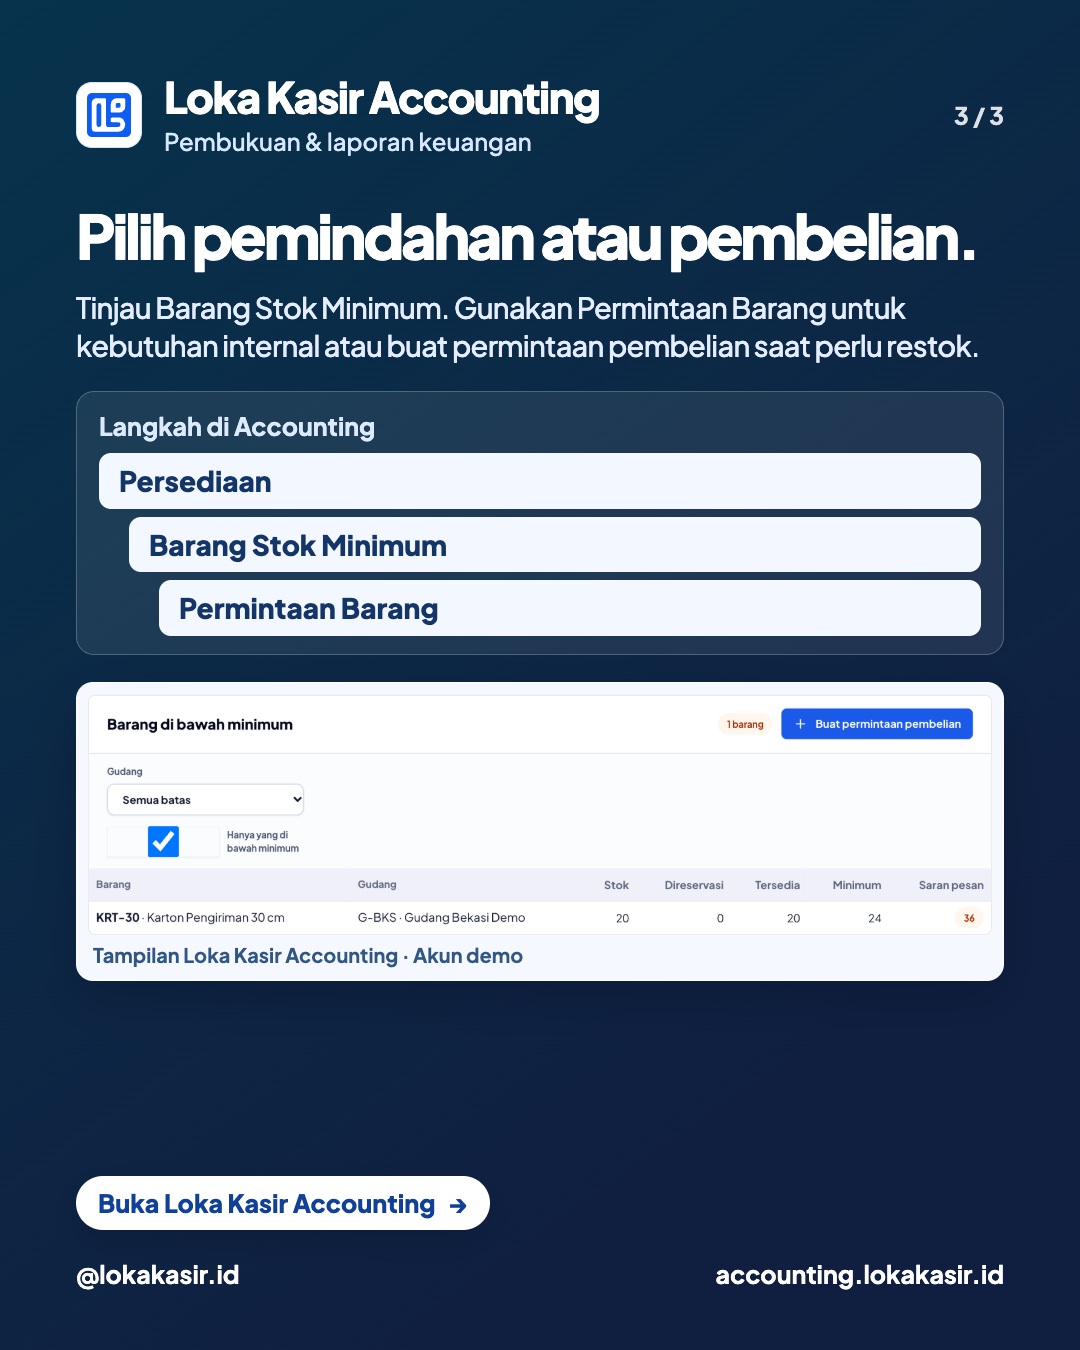 Loka Kasir Accounting
Pembukuan & laporan keuangan
3 / 3
Pilih pemindahan atau pembelian.
Tinjau Barang Stok Minimum. Gunakan Permintaan Barang untuk
kebutuhan internal atau buat permintaan pembelian saat perlu restok.
Langkah di Accounting
Persediaan
Barang Stok Minimum
Permintaan Barang
Barang di bawah minimum
1 barang
+ Buat permintaan pembelian
Gudang
Semua batas
Hanya yang di
bawah minimum
Barang Gudang Stok Direservasi Tersedia Minimum Saran pesan
KRT-30 · Karton Pengiriman 30 cm G-BKS · Gudang Bekasi Demo 20 0 20 24 36
Tampilan Loka Kasir Accounting · Akun demo
Buka Loka Kasir Accounting →
@lokakasir.id
accounting.lokakasir.id